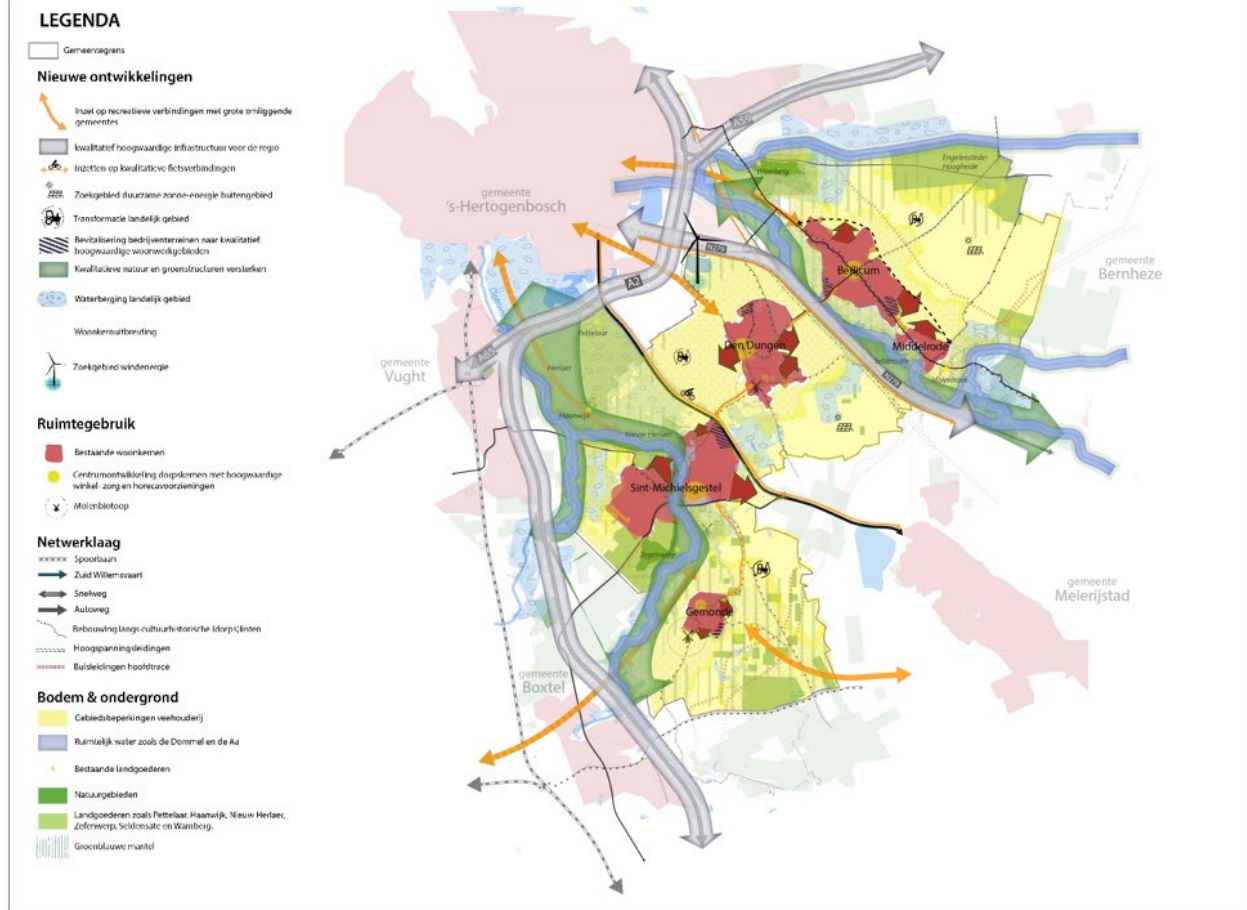 LEGENDA
Gemeentegrens
Nieuwe ontwikkelingen
Inzet op recreatieve verbindingen met grote omliggende
gemeentes
kwalitatief hoogwaardige infrastructuur voor de regio
Inzetten op kwalitatieve fietsverbindingen
Zoekgebied duurzame zonne-energie buitengebied
Transformatie landelijk gebied
Revitalisering bedrijventerreinen naar kwalitatief
hoogwaardige woonwerkgebieden
Kwalitatieve natuur en groenstructuren versterken
Waterberging landelijk gebied
Woonkernuitbreiding
Zoekgebied windenergie
Ruimtegebruik
Bestaande woonkernen
Centrumontwikkeling dorpskernen met hoogwaardige
winkel- zorg en horecavoorzieningen
Molenbiotoop
Netwerklaag
Spoorbaan
Zuid Willemsvaart
Snelweg
Autoweg
Bebouwing langs cultuurhistorische (dorps)linten
Hoogspanningsleidingen
Buisleidingen hoofdtracé
Bodem & ondergrond
Gebiedsbeperkingen veehouderij
Ruimtelijk water zoals de Dommel en de Aa
Bestaande landgoederen
Natuurgebieden
Landgoederen zoals Pettelaar, Haanwijk, Nieuw Herlaer,
Zefenwerp, Seldensate en Wamberg.
Groenblauwe mantel
A59
gemeente
's-Hertogenbosch
Wamberg
N279
Berlicum
gemeente
Bernheze
A2
Pettelaar
Den Dungen
Middelrode
A65
gemeente
Vught
Herlaer
N279
Haanwijk
Nieuw Herlaer
Sint-Michielsgestel
gemeente
Meierijstad
Gemonde
gemeente
Boxtel